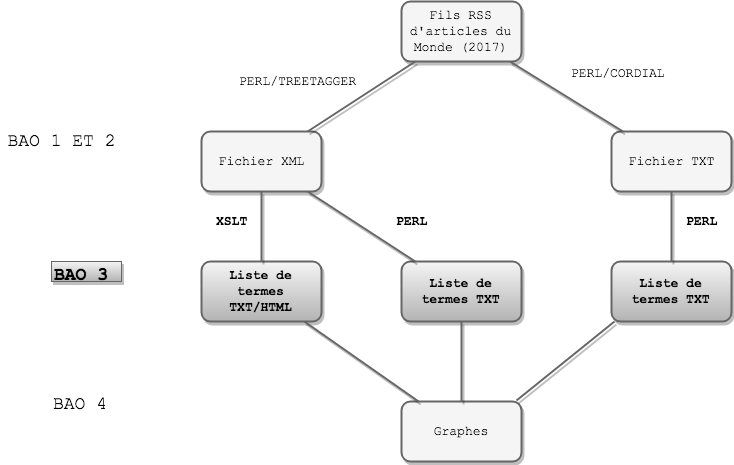 Fils RSS
d'articles du
Monde (2017)
PERL/TREETAGGER
PERL/CORDIAL
BAO 1 ET 2
Fichier XML
Fichier TXT
XSLT
PERL
PERL
BAO 3
Liste de
termes
TXT/HTML
Liste de
termes TXT
Liste de
termes TXT
BAO 4
Graphes